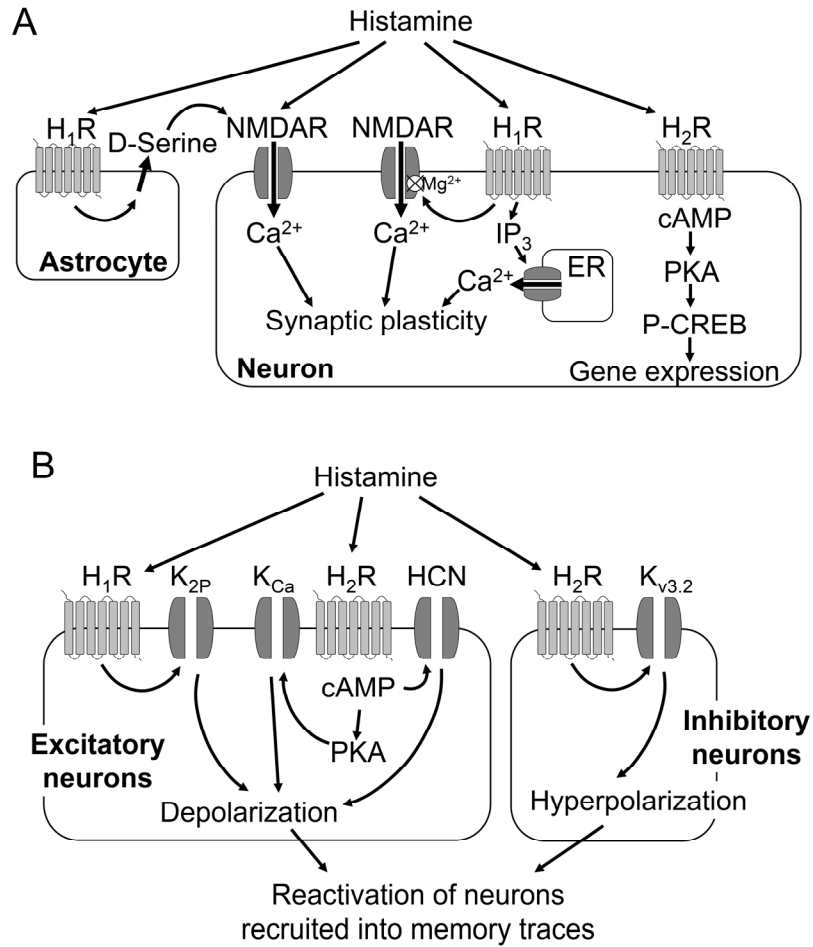 A
Histamine
H₁R
D-Serine
NMDAR
NMDAR
H₁R
H₂R
Mg²⁺
Ca²⁺
Ca²⁺
IP₃
cAMP
Astrocyte
Ca²⁺
ER
PKA
Synaptic plasticity
P-CREB
Neuron
Gene expression
B
Histamine
H₁R
K₂P
K_Ca
H₂R
HCN
H₂R
K_v3.2
cAMP
PKA
Excitatory
neurons
Inhibitory
neurons
Depolarization
Hyperpolarization
Reactivation of neurons
recruited into memory traces